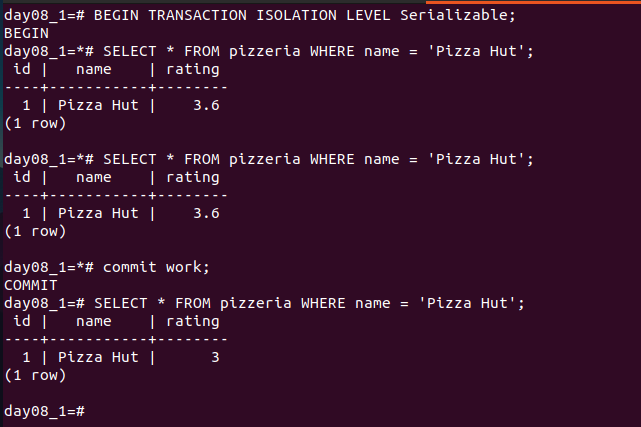 day08_1=# BEGIN TRANSACTION ISOLATION LEVEL Serializable;
BEGIN
day08_1=*# SELECT * FROM pizzeria WHERE name = 'Pizza Hut';
 id |   name    | rating
----+-----------+--------
  1 | Pizza Hut |    3.6
(1 row)

day08_1=*# SELECT * FROM pizzeria WHERE name = 'Pizza Hut';
 id |   name    | rating
----+-----------+--------
  1 | Pizza Hut |    3.6
(1 row)

day08_1=*# commit work;
COMMIT
day08_1=# SELECT * FROM pizzeria WHERE name = 'Pizza Hut';
 id |   name    | rating
----+-----------+--------
  1 | Pizza Hut |      3
(1 row)

day08_1=#